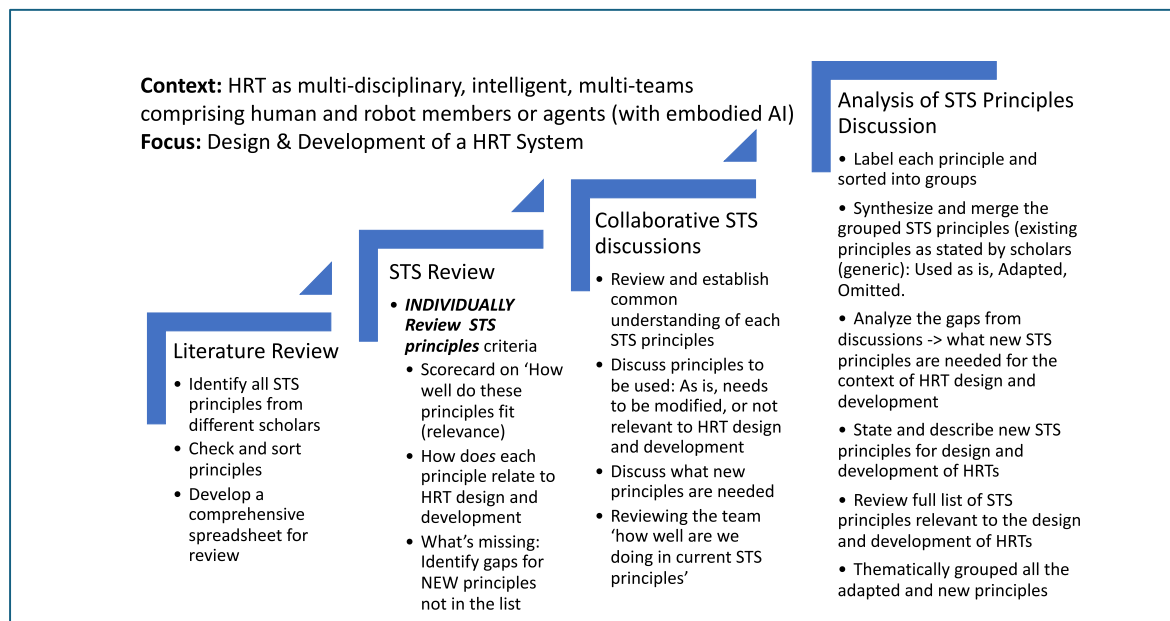 Context: HRT as multi-disciplinary, intelligent, multi-teams
comprising human and robot members or agents (with embodied AI)
Focus: Design & Development of a HRT System
Literature Review
• Identify all STS
principles from
different scholars
• Check and sort
principles
• Develop a
comprehensive
spreadsheet for
review
STS Review
• INDIVIDUALLY
Review STS
principles criteria
• Scorecard on ‘How
well do these
principles fit
(relevance)
• How does each
principle relate to
HRT design and
development
• What’s missing:
Identify gaps for
NEW principles
not in the list
Collaborative STS
discussions
• Review and establish
common
understanding of each
STS principles
• Discuss principles to
be used: As is, needs
to be modified, or not
relevant to HRT design
and development
• Discuss what new
principles are needed
• Reviewing the team
‘how well are we
doing in current STS
principles’
Analysis of STS Principles
Discussion
• Label each principle and
sorted into groups
• Synthesize and merge the
grouped STS principles (existing
principles as stated by scholars
(generic): Used as is, Adapted,
Omitted.
• Analyze the gaps from
discussions -> what new STS
principles are needed for the
context of HRT design and
development
• State and describe new STS
principles for design and
development of HRTs
• Review full list of STS
principles relevant to the design
and development of HRTs
• Thematically grouped all the
adapted and new principles